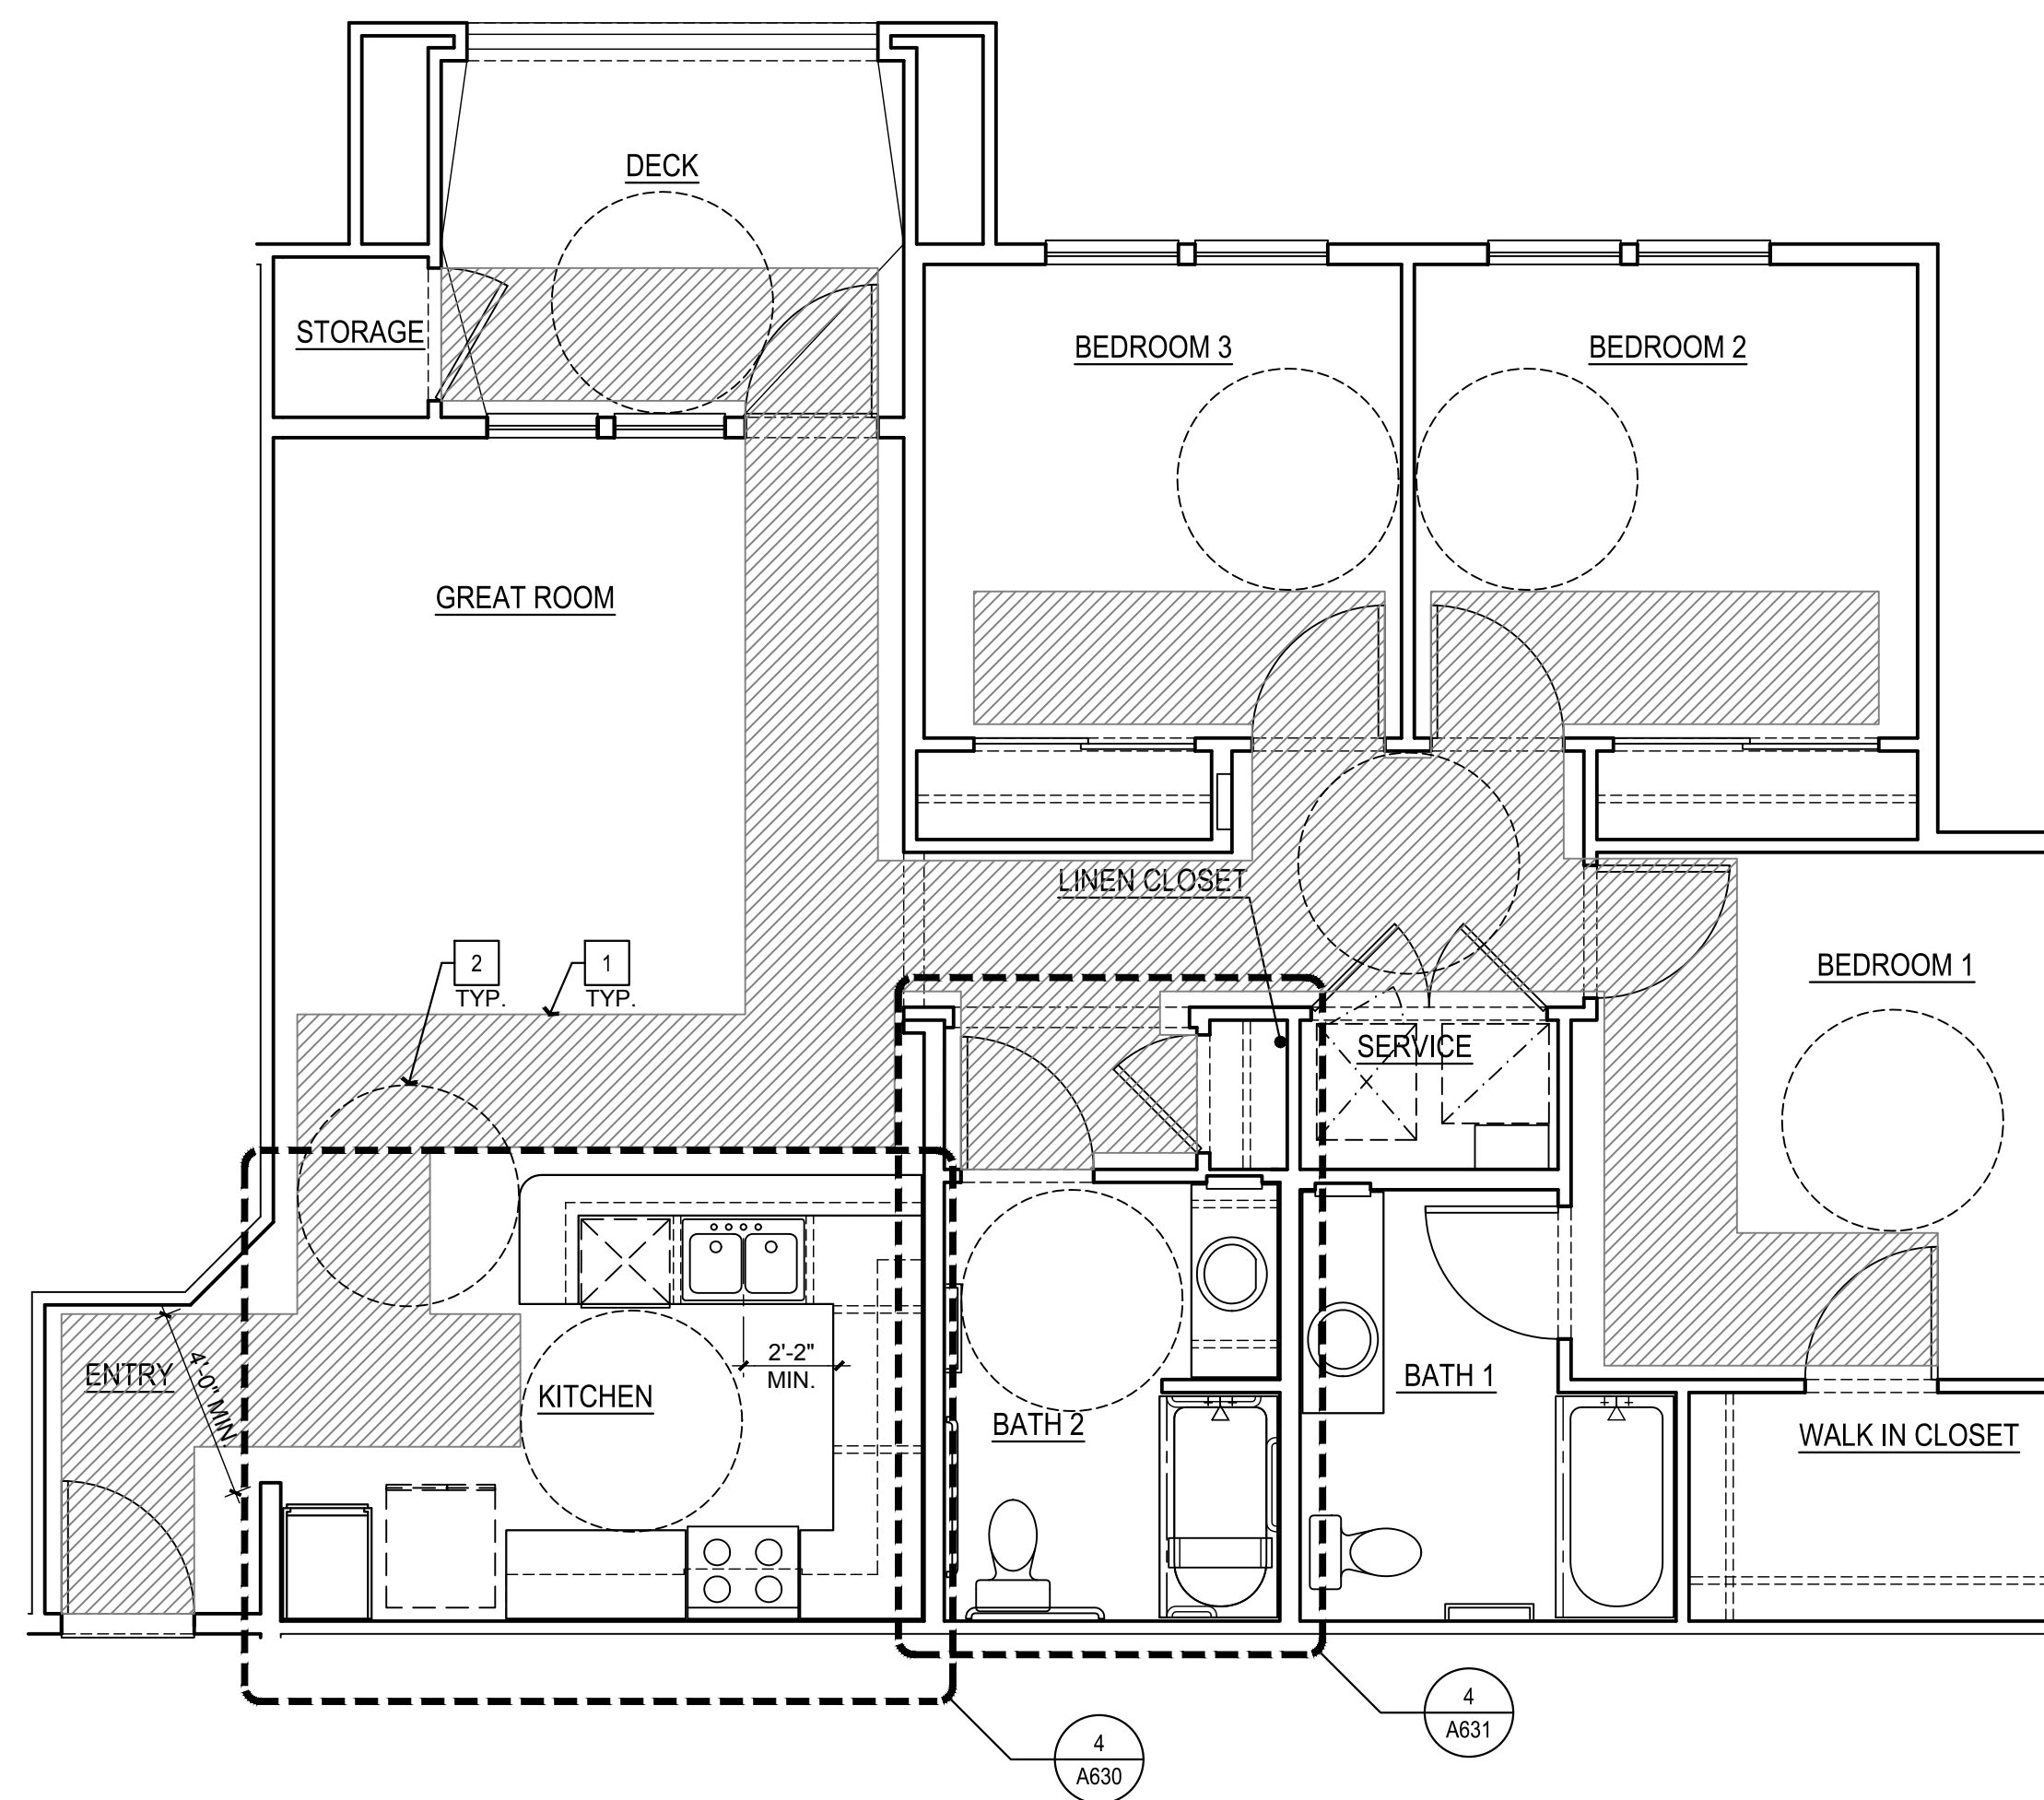 DECK
STORAGE
BEDROOM 3
BEDROOM 2
GREAT ROOM
LINEN CLOSET
2
TYP.
1
TYP.
BEDROOM 1
SERVICE
ENTRY
4'-0" MIN.
2'-2"
MIN.
KITCHEN
BATH 2
BATH 1
WALK IN CLOSET
4
A631
4
A630